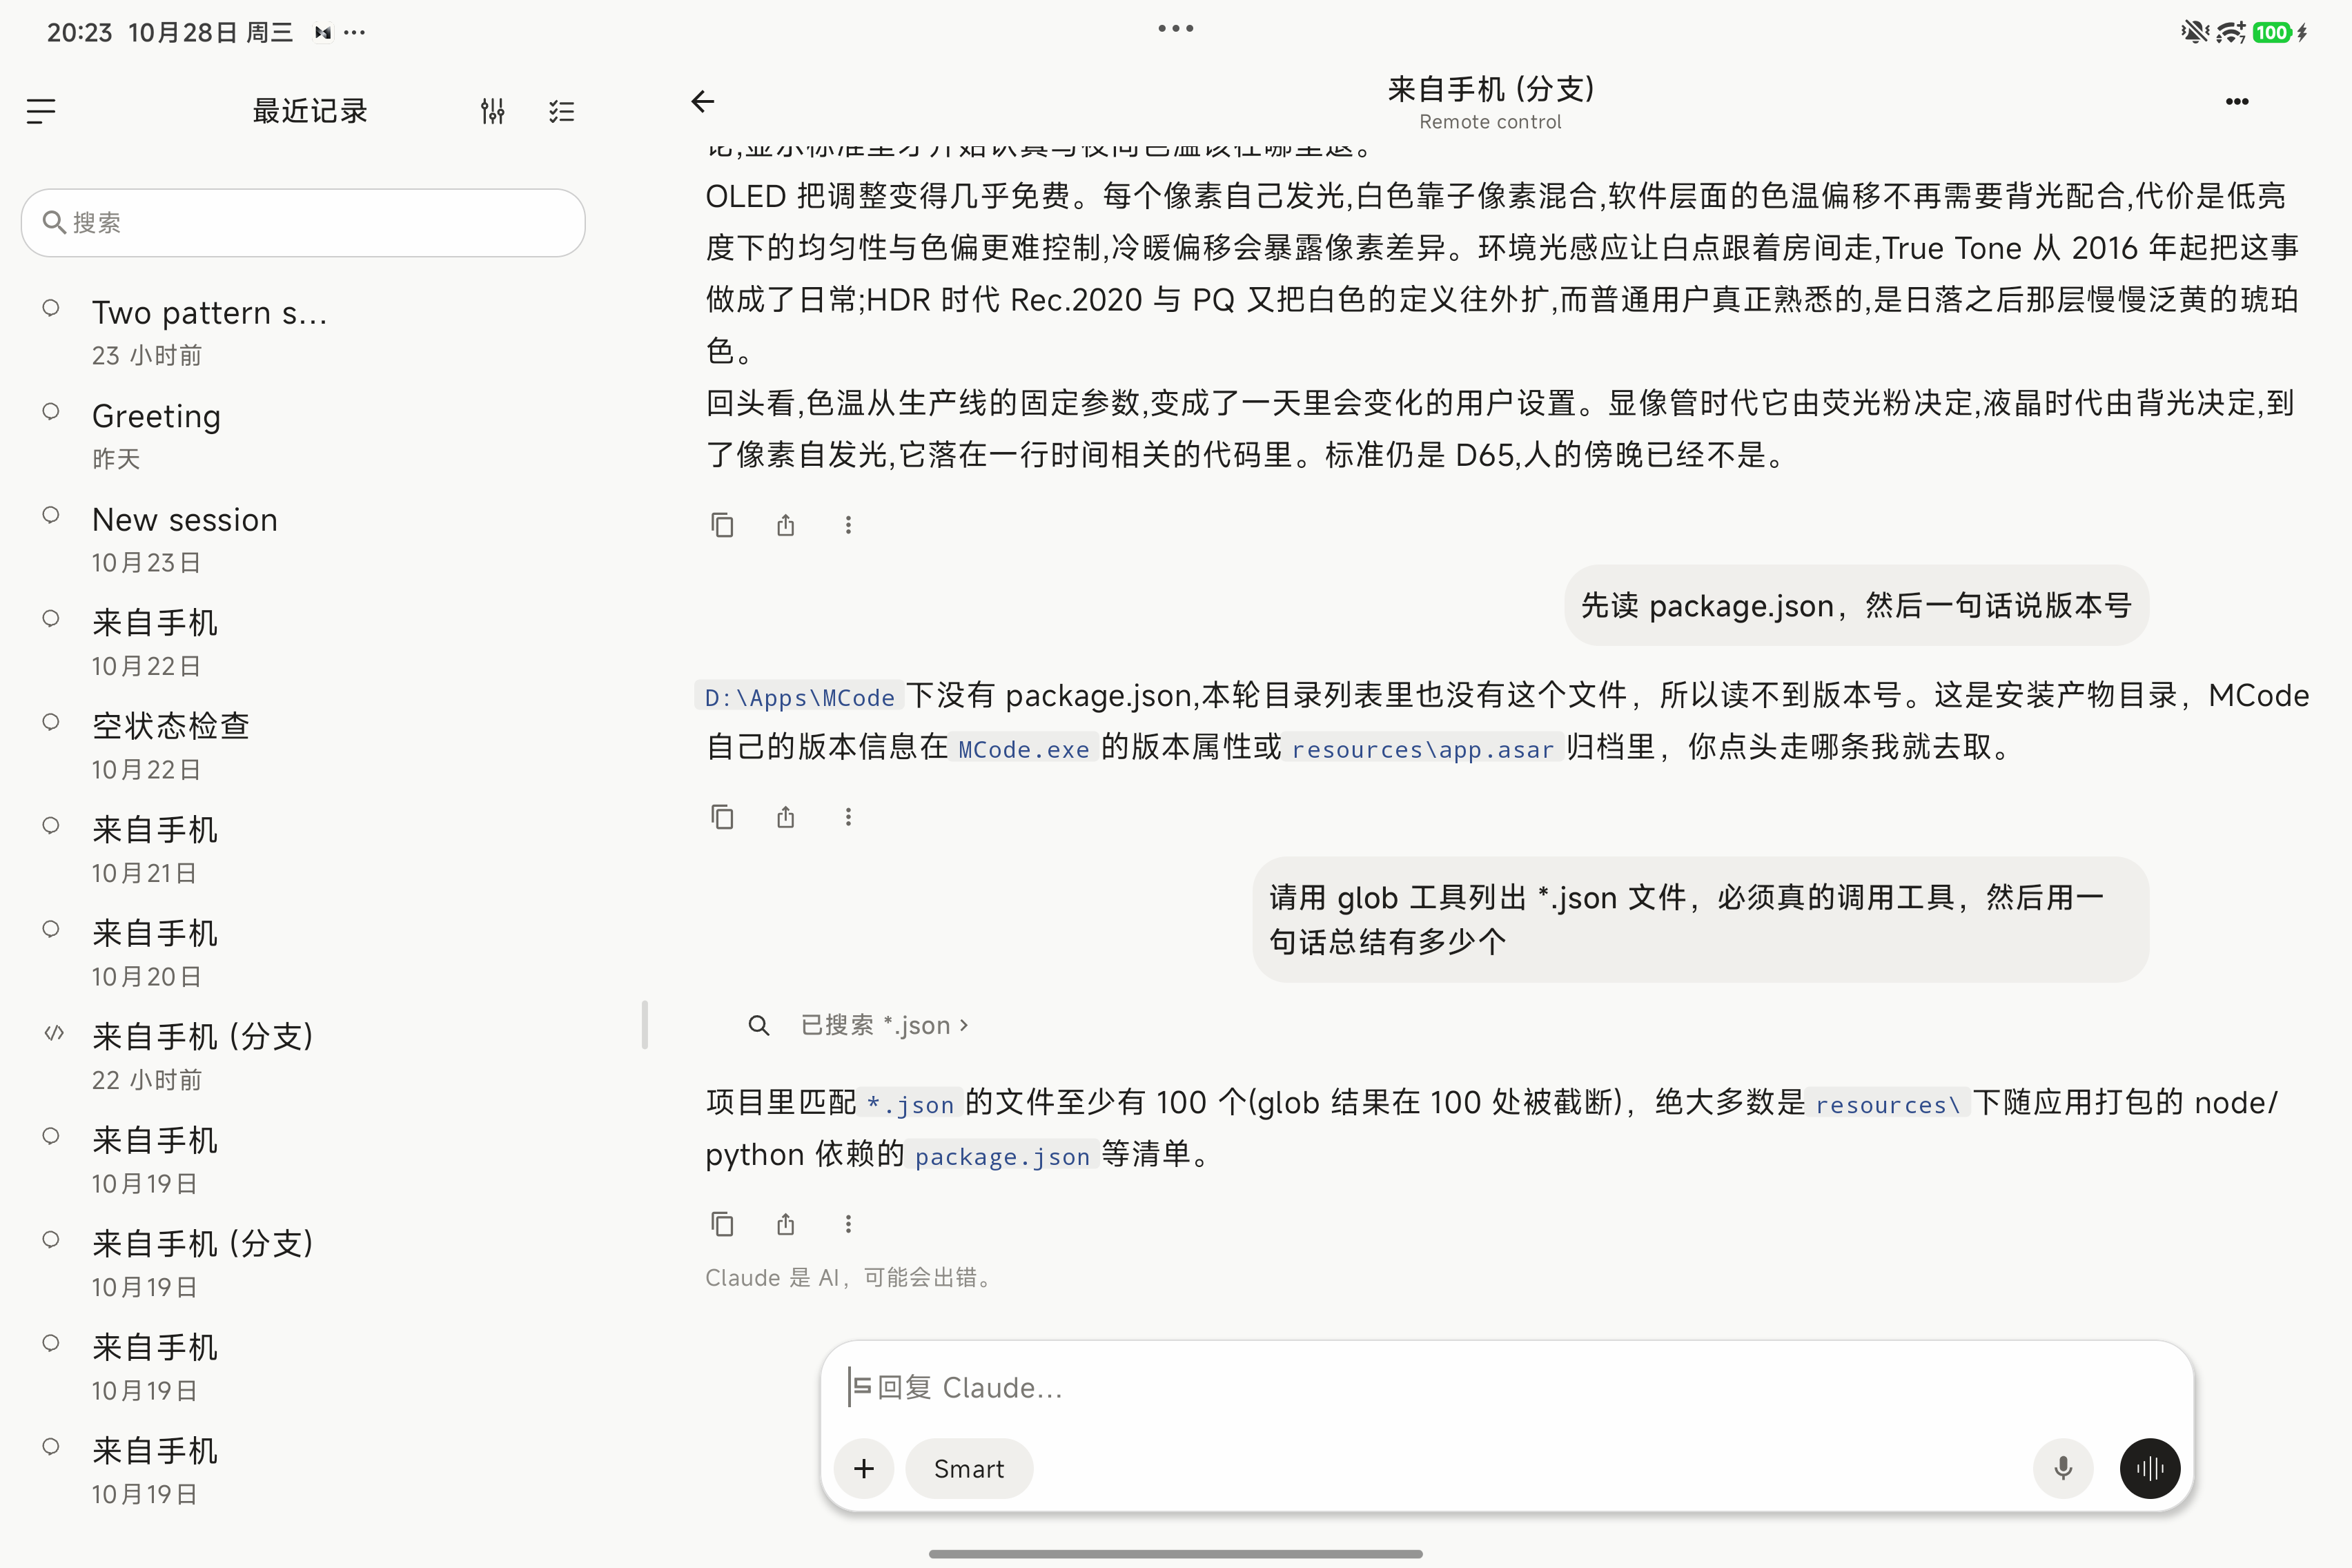 20:23 10月28日 周三
100
最近记录
搜索
Two pattern s...
23 小时前
Greeting
昨天
New session
10月23日
来自手机
10月22日
空状态检查
10月22日
来自手机
10月21日
来自手机
10月20日
来自手机 (分支)
22 小时前
来自手机
10月19日
来自手机 (分支)
10月19日
来自手机
10月19日
来自手机
10月19日
来自手机 (分支)
Remote control
OLED 把调整变得几乎免费。每个像素自己发光,白色靠子像素混合,软件层面的色温偏移不再需要背光配合,代价是低亮
度下的均匀性与色偏更难控制,冷暖偏移会暴露像素差异。环境光感应让白点跟着房间走,True Tone 从 2016 年起把这事
做成了日常;HDR 时代 Rec.2020 与 PQ 又把白色的定义往外扩,而普通用户真正熟悉的,是日落之后那层慢慢泛黄的琥珀
色。
回头看,色温从生产线的固定参数,变成了一天里会变化的用户设置。显像管时代它由荧光粉决定,液晶时代由背光决定,到
了像素自发光,它落在一行时间相关的代码里。标准仍是 D65,人的傍晚已经不是。
先读 package.json，然后一句话说版本号
D:\Apps\MCode 下没有 package.json,本轮目录列表里也没有这个文件，所以读不到版本号。这是安装产物目录，MCode
自己的版本信息在 MCode.exe 的版本属性或 resources\app.asar 归档里，你点头走哪条我就去取。
请用 glob 工具列出 *.json 文件，必须真的调用工具，然后用一
句话总结有多少个
已搜索 *.json
项目里匹配 *.json 的文件至少有 100 个(glob 结果在 100 处被截断)，绝大多数是 resources\ 下随应用打包的 node/
python 依赖的 package.json 等清单。
Claude 是 AI，可能会出错。
回复 Claude...
Smart